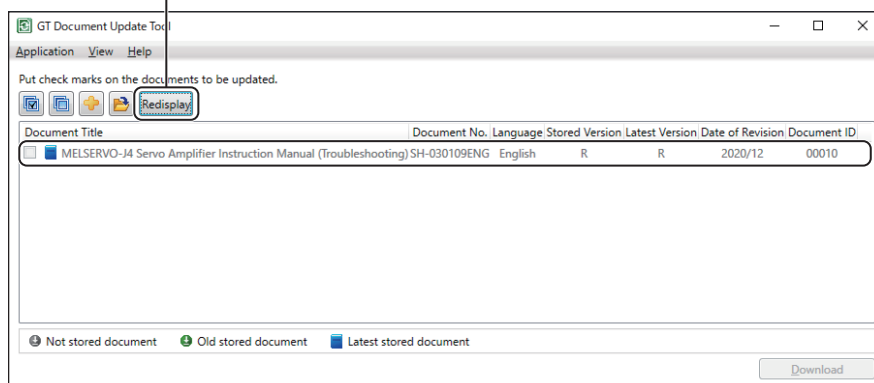 GT Document Update Tool
Application View Help
Put check marks on the documents to be updated.
Redisplay
Document Title Document No. Language Stored Version Latest Version Date of Revision Document ID
MELSERVO-J4 Servo Amplifier Instruction Manual (Troubleshooting) SH-030109ENG English R R 2020/12 00010
Not stored document Old stored document Latest stored document
Download